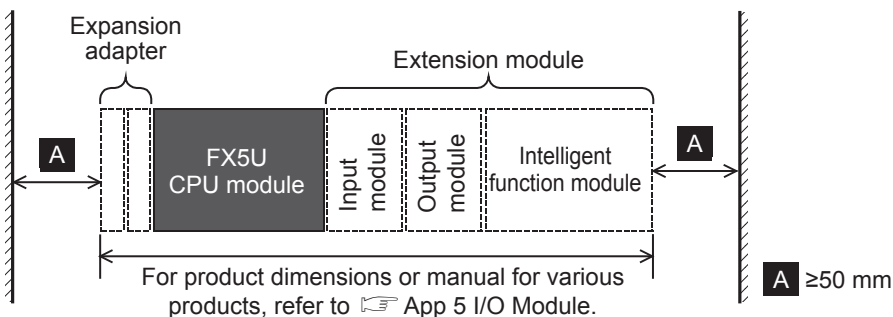 Expansion
adapter
Extension module
A
FX5U
CPU module
Input
module
Output
module
Intelligent
function module
A
For product dimensions or manual for various
products, refer to ☞ App 5 I/O Module.
A ≥50 mm